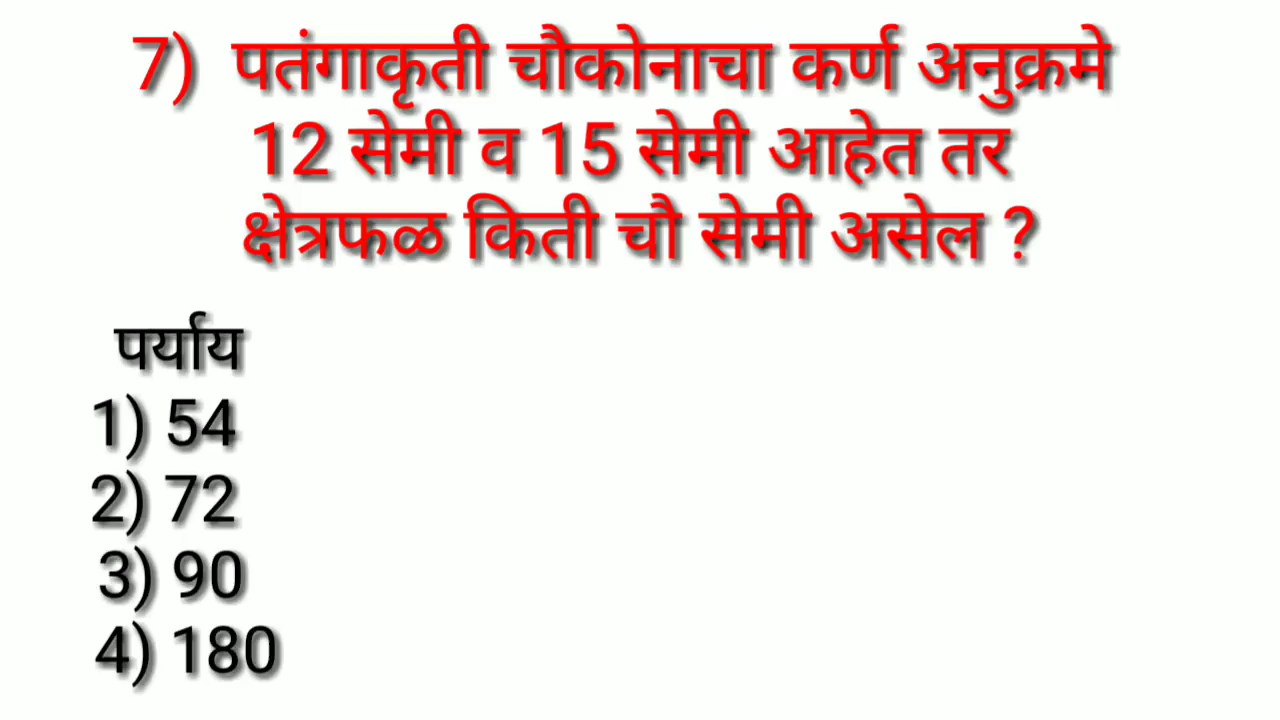 7) पतंगाकृती चौकोनाचा कर्ण अनुक्रमे
12 सेमी व 15 सेमी आहेत तर
क्षेत्रफळ किती चौ सेमी असेल ?
पर्याय
1) 54
2) 72
3) 90
4) 180